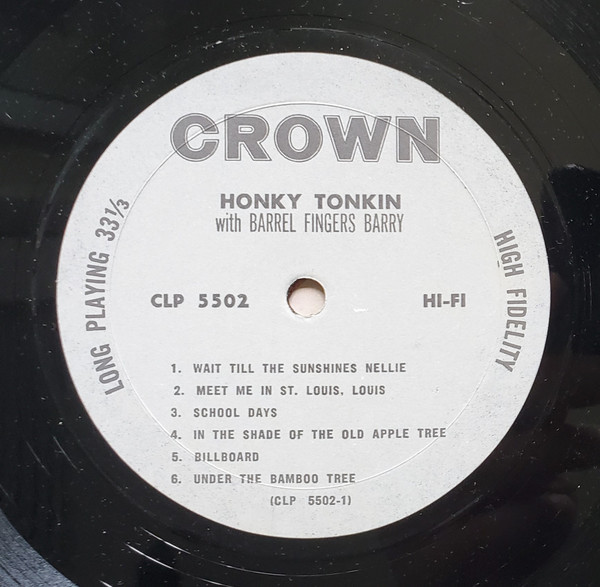 CROWN
HONKY TONKIN
with BARREL FINGERS BARRY
LONG PLAYING 33 1/3
HIGH FIDELITY
CLP 5502 HI-FI
1. WAIT TILL THE SUNSHINES NELLIE
2. MEET ME IN ST. LOUIS, LOUIS
3. SCHOOL DAYS
4. IN THE SHADE OF THE OLD APPLE TREE
5. BILLBOARD
6. UNDER THE BAMBOO TREE
(CLP 5502-1)